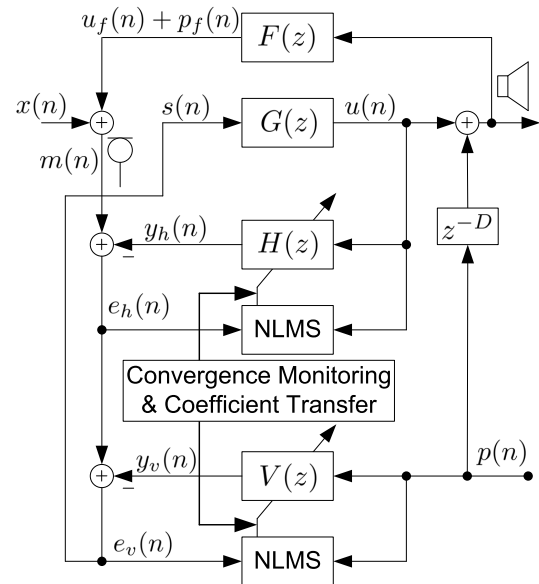 u_f(n) + p_f(n)
F(z)
x(n)
s(n)
G(z)
u(n)
+
+
m(n)
z^{-D}
+
−
y_h(n)
H(z)
e_h(n)
NLMS
Convergence Monitoring
& Coefficient Transfer
+
−
y_v(n)
V(z)
p(n)
e_v(n)
NLMS